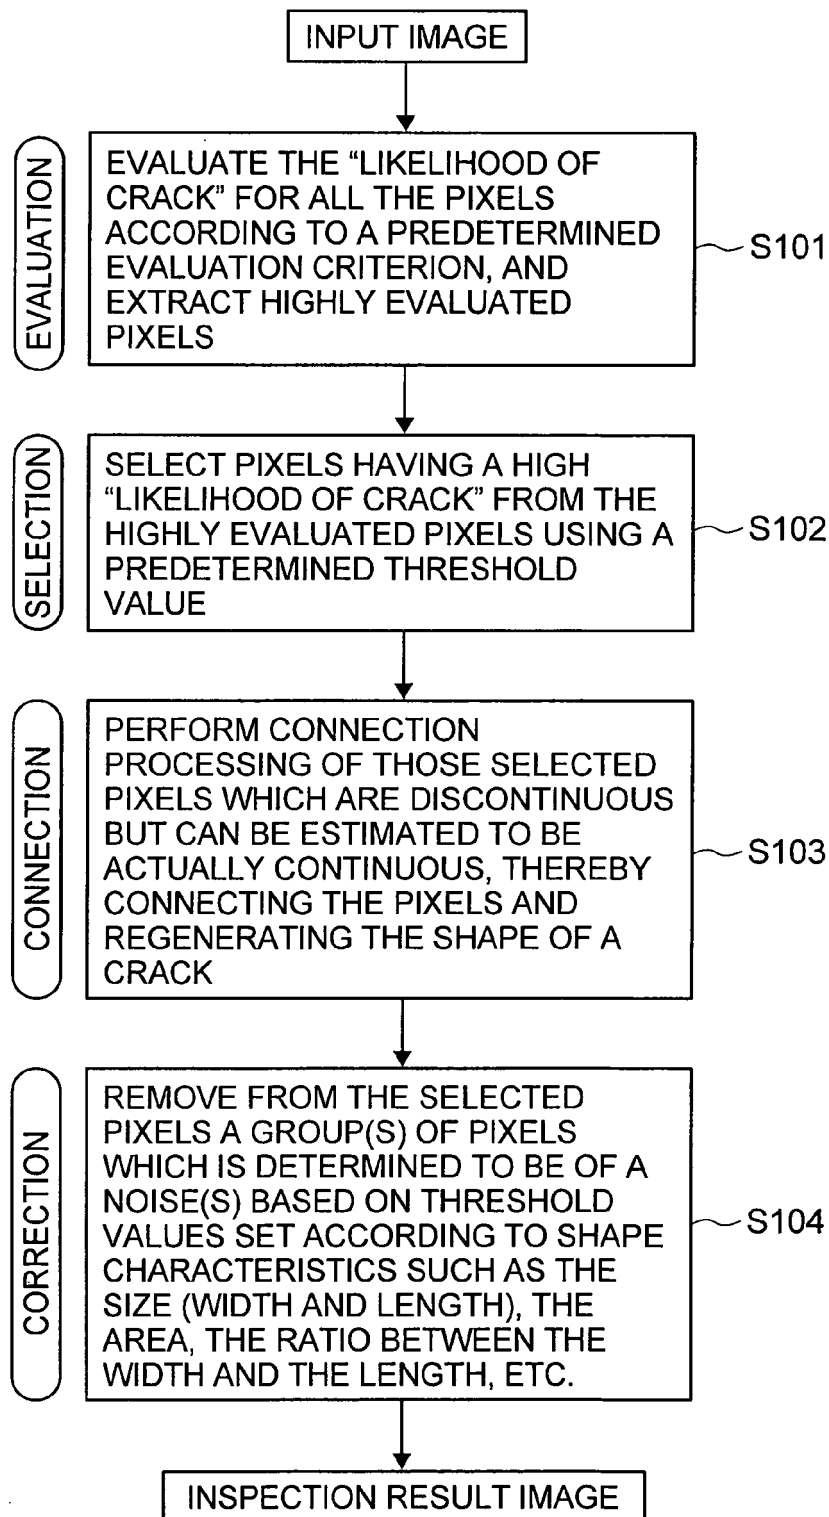 INPUT IMAGE
EVALUATION
EVALUATE THE “LIKELIHOOD OF
CRACK” FOR ALL THE PIXELS
ACCORDING TO A PREDETERMINED
EVALUATION CRITERION, AND
EXTRACT HIGHLY EVALUATED
PIXELS
S101
SELECTION
SELECT PIXELS HAVING A HIGH
“LIKELIHOOD OF CRACK” FROM THE
HIGHLY EVALUATED PIXELS USING A
PREDETERMINED THRESHOLD
VALUE
S102
CONNECTION
PERFORM CONNECTION
PROCESSING OF THOSE SELECTED
PIXELS WHICH ARE DISCONTINUOUS
BUT CAN BE ESTIMATED TO BE
ACTUALLY CONTINUOUS, THEREBY
CONNECTING THE PIXELS AND
REGENERATING THE SHAPE OF A
CRACK
S103
CORRECTION
REMOVE FROM THE SELECTED
PIXELS A GROUP(S) OF PIXELS
WHICH IS DETERMINED TO BE OF A
NOISE(S) BASED ON THRESHOLD
VALUES SET ACCORDING TO SHAPE
CHARACTERISTICS SUCH AS THE
SIZE (WIDTH AND LENGTH), THE
AREA, THE RATIO BETWEEN THE
WIDTH AND THE LENGTH, ETC.
S104
INSPECTION RESULT IMAGE